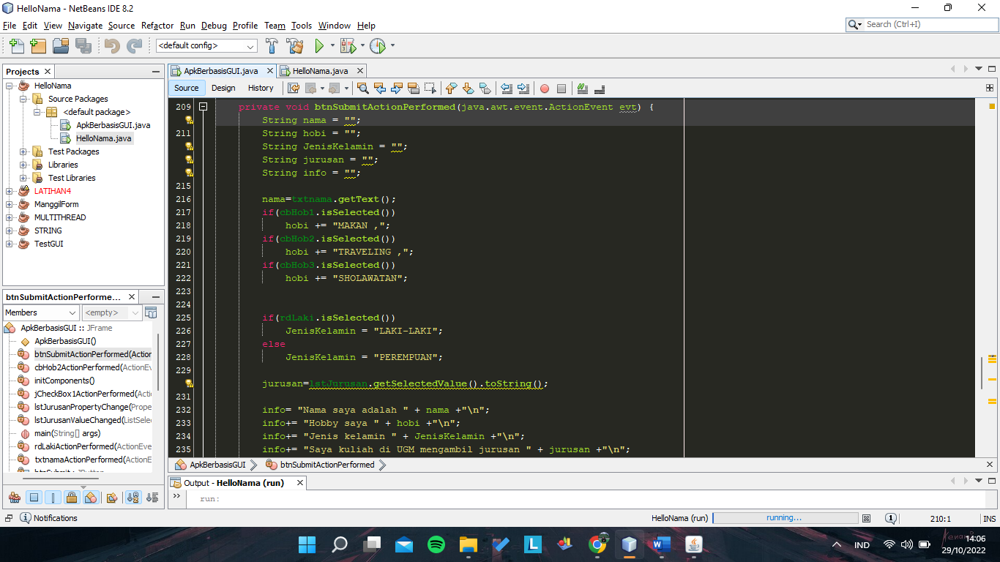 HelloNama - NetBeans IDE 8.2
File Edit View Navigate Source Refactor Run Debug Profile Team Tools Window Help
Search (Ctrl+I)
<default config>
Projects
HelloNama
Source Packages
<default package>
ApkBerbasisGUI.java
HelloNama.java
Test Packages
Libraries
Test Libraries
LATIHAN4
ManggilForm
MULTITHREAD
STRING
TestGUI
btnSubmitActionPerforme...
Members
<empty>
ApkBerbasisGUI :: JFrame
ApkBerbasisGUI()
btnSubmitActionPerformed(Action
cbHob2ActionPerformed(ActionEv
initComponents()
jCheckBox1ActionPerformed(Acti
lstJurusanPropertyChange(Prope
lstJurusanValueChanged(ListSele
main(String[] args)
rdLakiActionPerformed(ActionEve
txtnamaActionPerformed(ActionE
btnSubmit : JButton
ApkBerbasisGUI.java HelloNama.java
Source Design History
209 private void btnSubmitActionPerformed(java.awt.event.ActionEvent evt) {
String nama = "";
211 String hobi = "";
String JenisKelamin = "";
String jurusan = "";
String info = "";
215
216 nama=txtnama.getText();
217 if(cbHob1.isSelected())
218 hobi += "MAKAN ,";
219 if(cbHob2.isSelected())
220 hobi += "TRAVELING ,";
221 if(cbHob3.isSelected())
222 hobi += "SHOLAWATAN";
223
224
225 if(rdLaki.isSelected())
226 JenisKelamin = "LAKI-LAKI";
227 else
228 JenisKelamin = "PEREMPUAN";
229
jurusan=lstJurusan.getSelectedValue().toString();
231
232 info= "Nama saya adalah " + nama +"\n";
233 info+= "Hobby saya " + hobi +"\n";
234 info+= "Jenis kelamin " + JenisKelamin +"\n";
235 info+= "Saya kuliah di UGM mengambil jurusan " + jurusan +"\n";
ApkBerbasisGUI btnSubmitActionPerformed
Output - HelloNama (run)
run:
Notifications
HelloNama (run) running... 1 210:1 INS
IND
14:06
29/10/2022